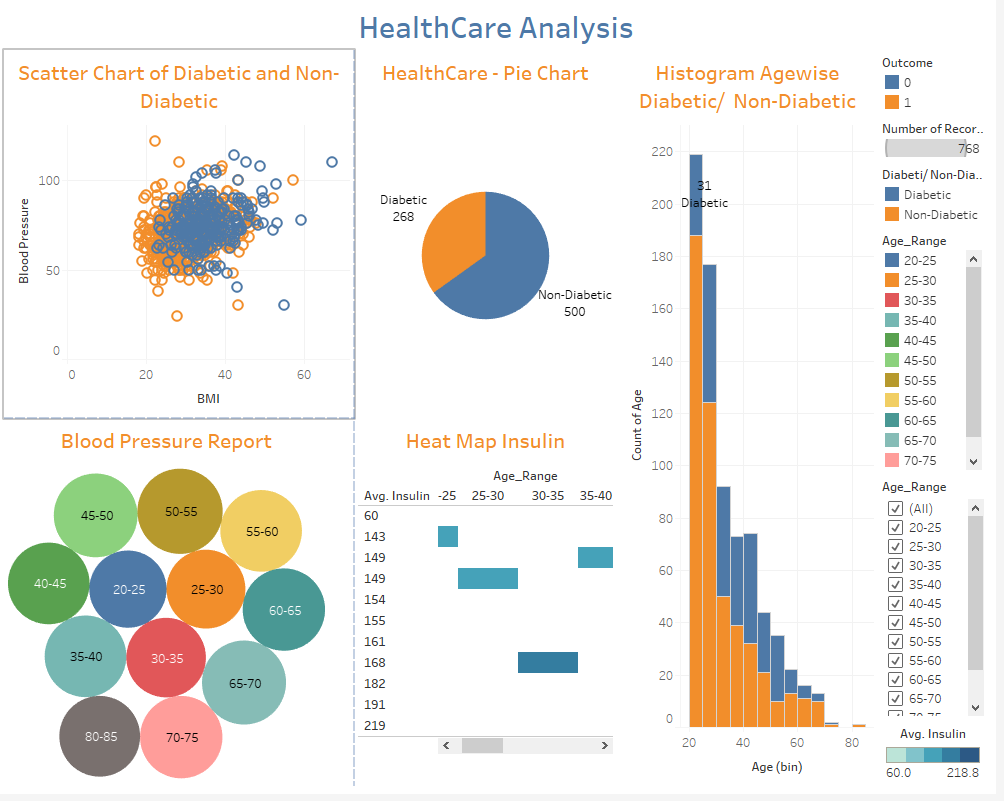 HealthCare Analysis
Scatter Chart of Diabetic and Non-
Diabetic
Blood Pressure
100
50
0
0
20
40
60
BMI
HealthCare - Pie Chart
Diabetic
268
Non-Diabetic
500
Histogram Agewise
Diabetic/ Non-Diabetic
Count of Age
220
200
180
160
140
120
100
80
60
40
20
0
31
Diabetic
20
40
60
80
Age (bin)
Blood Pressure Report
45-50
50-55
55-60
40-45
20-25
25-30
60-65
35-40
30-35
65-70
80-85
70-75
Heat Map Insulin
Age_Range
Avg. Insulin -25 25-30 30-35 35-40
60
143
149
149
154
155
161
168
182
191
219
Outcome
0
1
Number of Recor..
768
Diabeti/ Non-Dia..
Diabetic
Non-Diabetic
Age_Range
20-25
25-30
30-35
35-40
40-45
45-50
50-55
55-60
60-65
65-70
70-75
Age_Range
(All)
20-25
25-30
30-35
35-40
40-45
45-50
50-55
55-60
60-65
65-70
70-75
Avg. Insulin
60.0 218.8